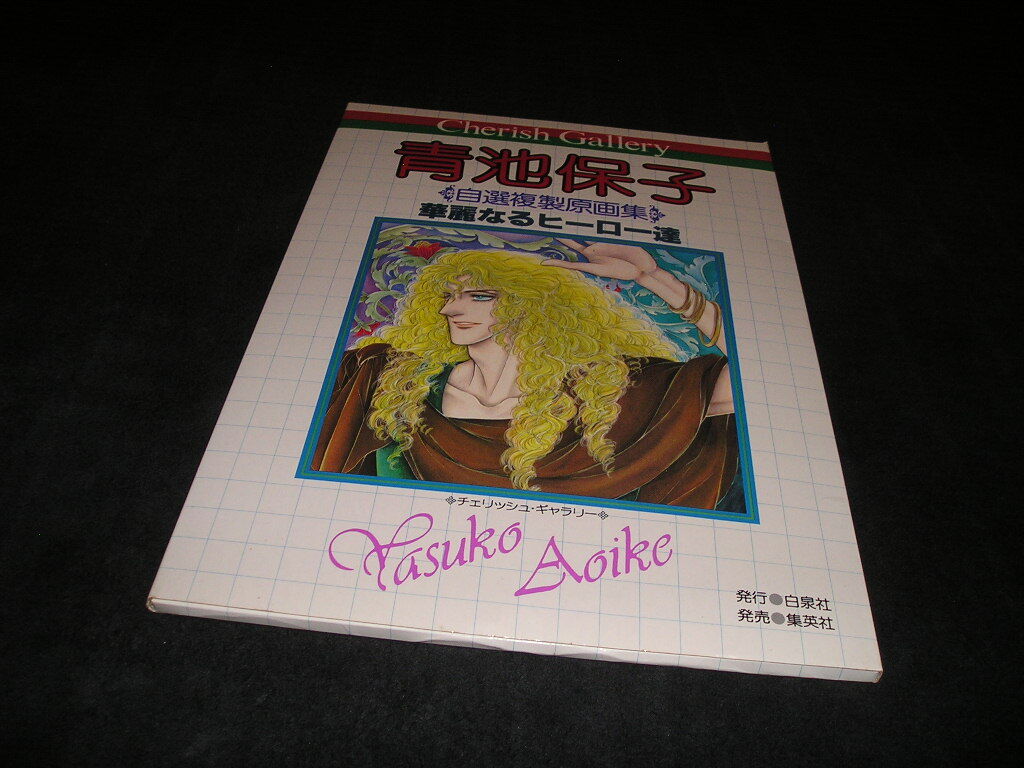 Cherish Gallery
青池保子
自選複製原画集
華麗なるヒーロー達
チェリッシュ・ギャラリー
Yasuko Aoike
発行●白泉社
発売●集英社